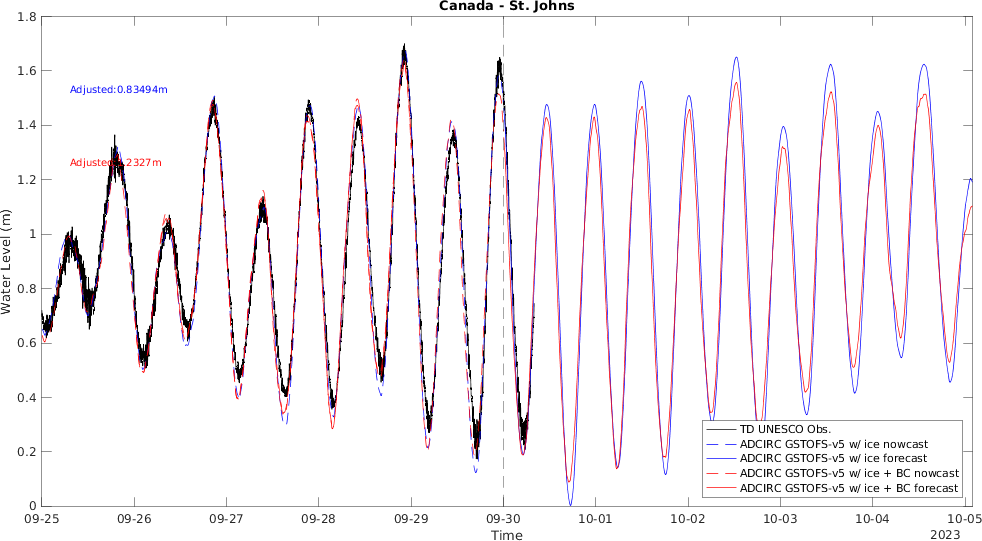 Canada - St. Johns
1.8
1.6
1.4
1.2
1
0.8
0.6
0.4
0.2
0
Water Level (m)
Adjusted:0.83494m
Adjusted: .2327m
TD UNESCO Obs.
ADCIRC GSTOFS-v5 w/ ice nowcast
ADCIRC GSTOFS-v5 w/ ice forecast
ADCIRC GSTOFS-v5 w/ ice + BC nowcast
ADCIRC GSTOFS-v5 w/ ice + BC forecast
09-25 09-26 09-27 09-28 09-29 09-30 10-01 10-02 10-03 10-04 10-05
Time
2023